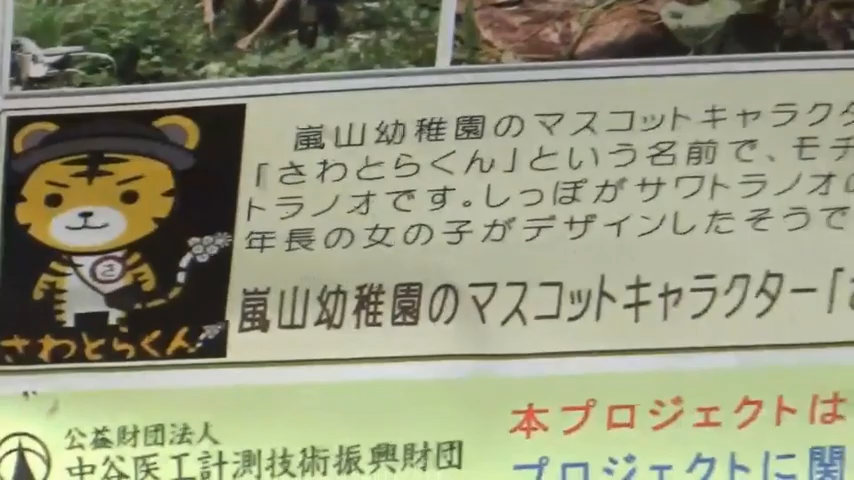 嵐山幼稚園のマスコットキャラクタ
「さわとらくん」という名前で、モチ
トラノオです。しっぽがサワトラノオの
年長の女の子がデザインしたそうで
さ
さわとらくん
嵐山幼稚園のマスコットキャラクター「さ
公益財団法人
中谷医工計測技術振興財団
本プロジェクトは
プロジェクトに関